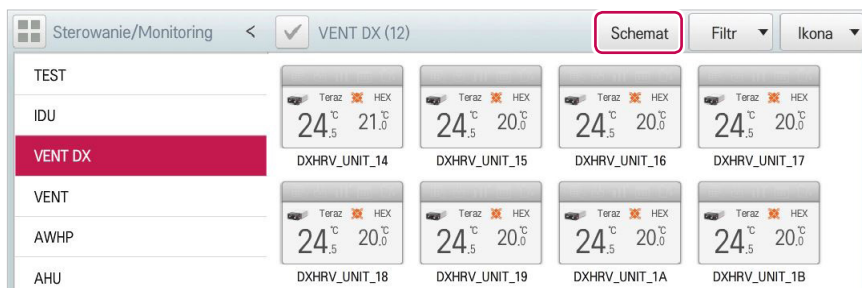 Sterowanie/Monitoring < VENT DX (12) Schemat Filtr ▼ Ikona ▼
TEST
IDU
VENT DX
VENT
AWHP
AHU
Teraz HEX Teraz HEX Teraz HEX Teraz HEX
24.5°C 21.0°C 24.5°C 20.0°C 24.5°C 20.0°C 24.5°C 20.0°C
DXHRV_UNIT_14 DXHRV_UNIT_15 DXHRV_UNIT_16 DXHRV_UNIT_17
Teraz HEX Teraz HEX Teraz HEX Teraz HEX
24.5°C 20.0°C 24.5°C 20.0°C 24.5°C 20.0°C 24.5°C 20.0°C
DXHRV_UNIT_18 DXHRV_UNIT_19 DXHRV_UNIT_1A DXHRV_UNIT_1B